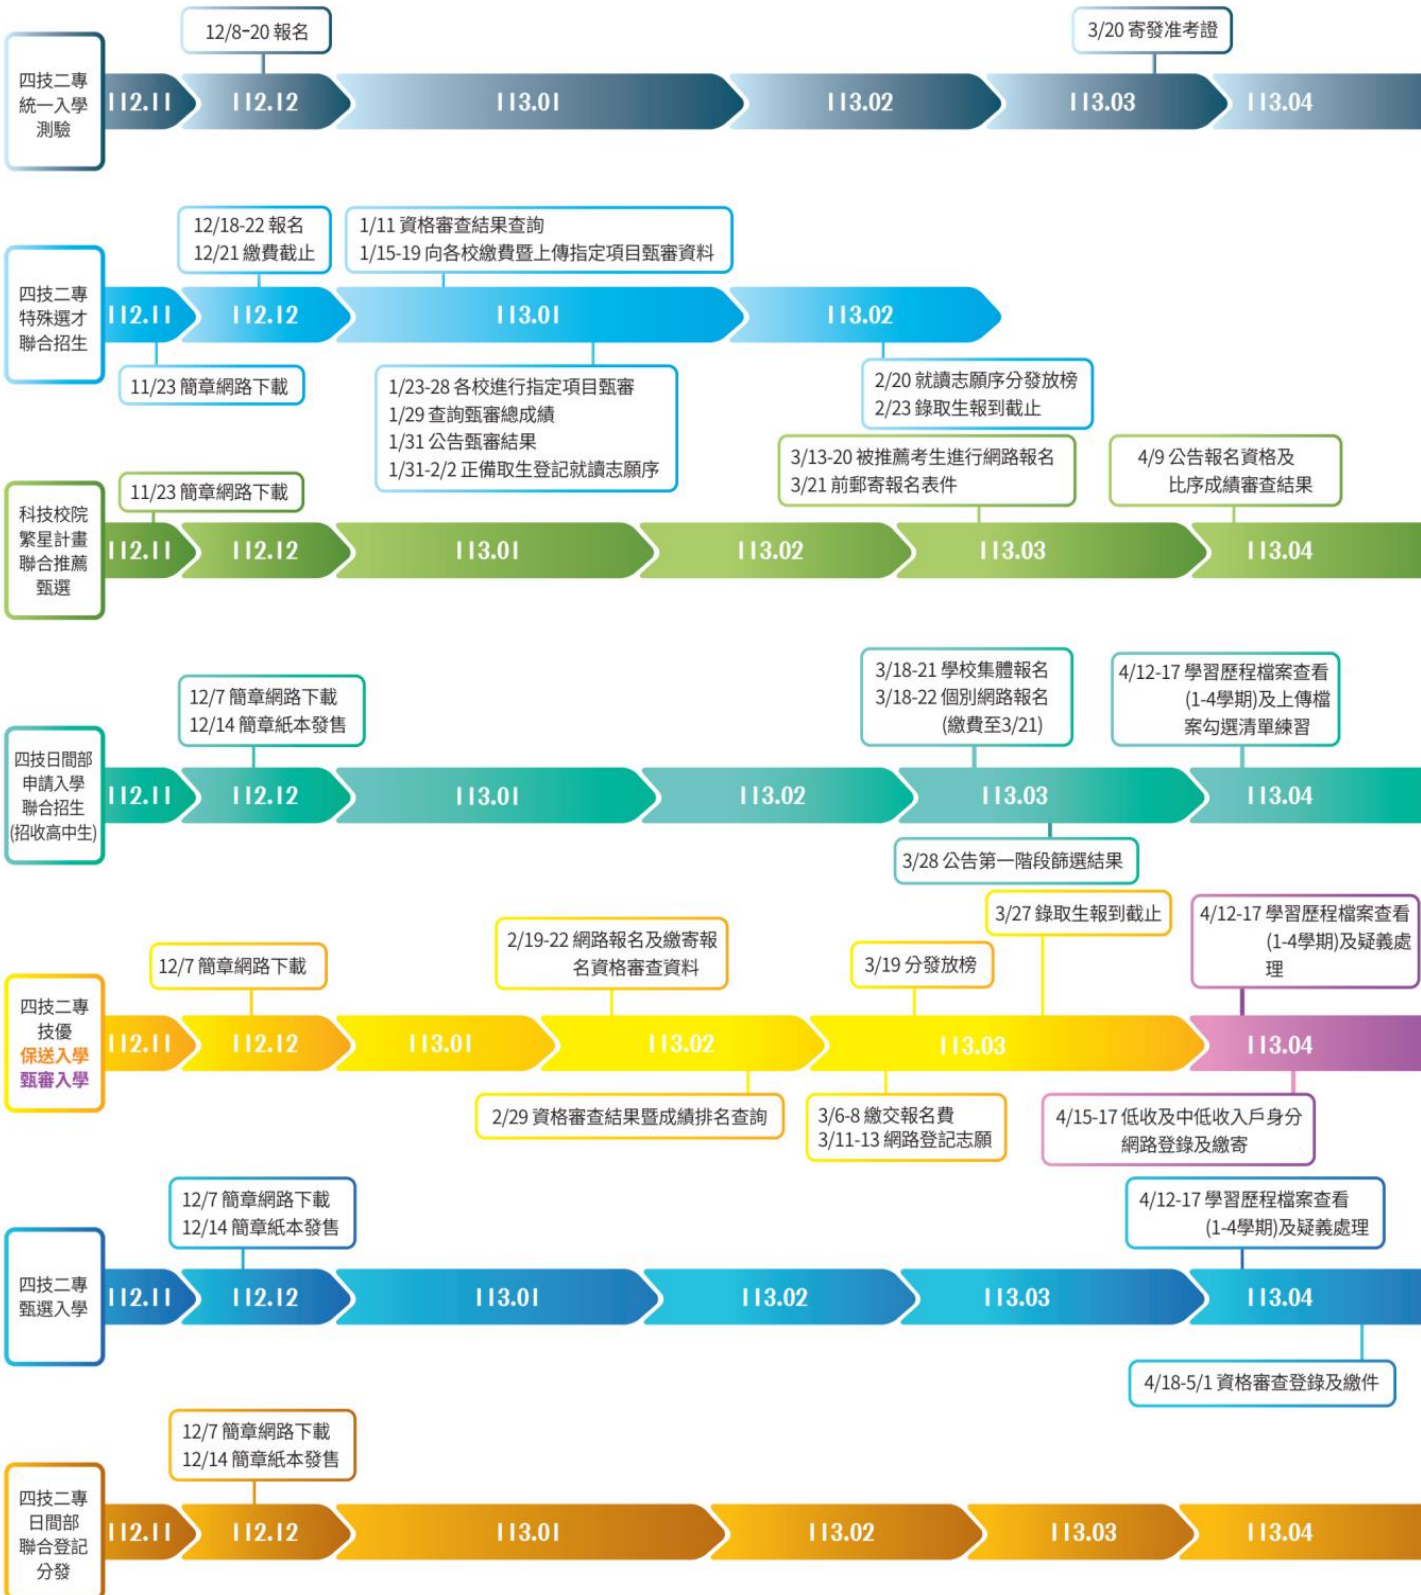 12/8-20 報名
3/20 寄發准考證
四技二專
統一入學
測驗
112.11
112.12
113.01
113.02
113.03
113.04
12/18-22 報名
12/21 繳費截止
1/11 資格審查結果查詢
1/15-19 向各校繳費暨上傳指定項目甄審資料
四技二專
特殊選才
聯合招生
112.11
112.12
113.01
113.02
11/23 簡章網路下載
1/23-28 各校進行指定項目甄審
1/29 查詢甄審總成績
1/31 公告甄審結果
1/31-2/2 正備取生登記就讀志願序
2/20 就讀志願序分發放榜
2/23 錄取生報到截止
11/23 簡章網路下載
3/13-20 被推薦考生進行網路報名
3/21 前郵寄報名表件
4/9 公告報名資格及
比序成績審查結果
科技校院
繁星計畫
聯合推薦
甄選
112.11
112.12
113.01
113.02
113.03
113.04
12/7 簡章網路下載
12/14 簡章紙本發售
3/18-21 學校集體報名
3/18-22 個別網路報名
(繳費至3/21)
4/12-17 學習歷程檔案查看
(1-4學期)及上傳檔
案勾選清單練習
四技日間部
申請入學
聯合招生
(招收高中生)
112.11
112.12
113.01
113.02
113.03
113.04
3/28 公告第一階段篩選結果
12/7 簡章網路下載
2/19-22 網路報名及繳寄報
名資格審查資料
3/19 分發放榜
3/27 錄取生報到截止
4/12-17 學習歷程檔案查看
(1-4學期)及疑義處
理
四技二專
技優
保送入學
甄審入學
112.11
112.12
113.01
113.02
113.03
113.04
2/29 資格審查結果暨成績排名查詢
3/6-8 繳交報名費
3/11-13 網路登記志願
4/15-17 低收及中低收入戶身分
網路登錄及繳寄
12/7 簡章網路下載
12/14 簡章紙本發售
4/12-17 學習歷程檔案查看
(1-4學期)及疑義處理
四技二專
甄選入學
112.11
112.12
113.01
113.02
113.03
113.04
4/18-5/1 資格審查登錄及繳件
12/7 簡章網路下載
12/14 簡章紙本發售
四技二專
日間部
聯合登記
分發
112.11
112.12
113.01
113.02
113.03
113.04